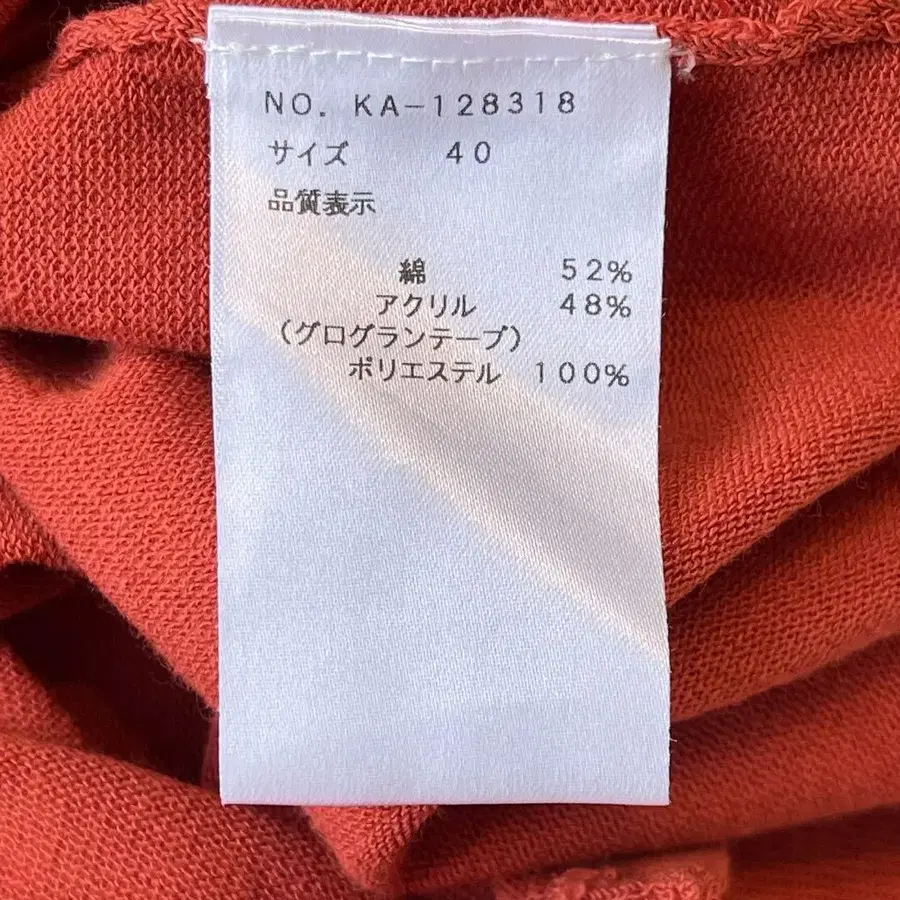 NO. KA-128318
サイズ 40
品質表示
綿 52%
アクリル 48%
(グログランテープ)
ポリエステル 100%